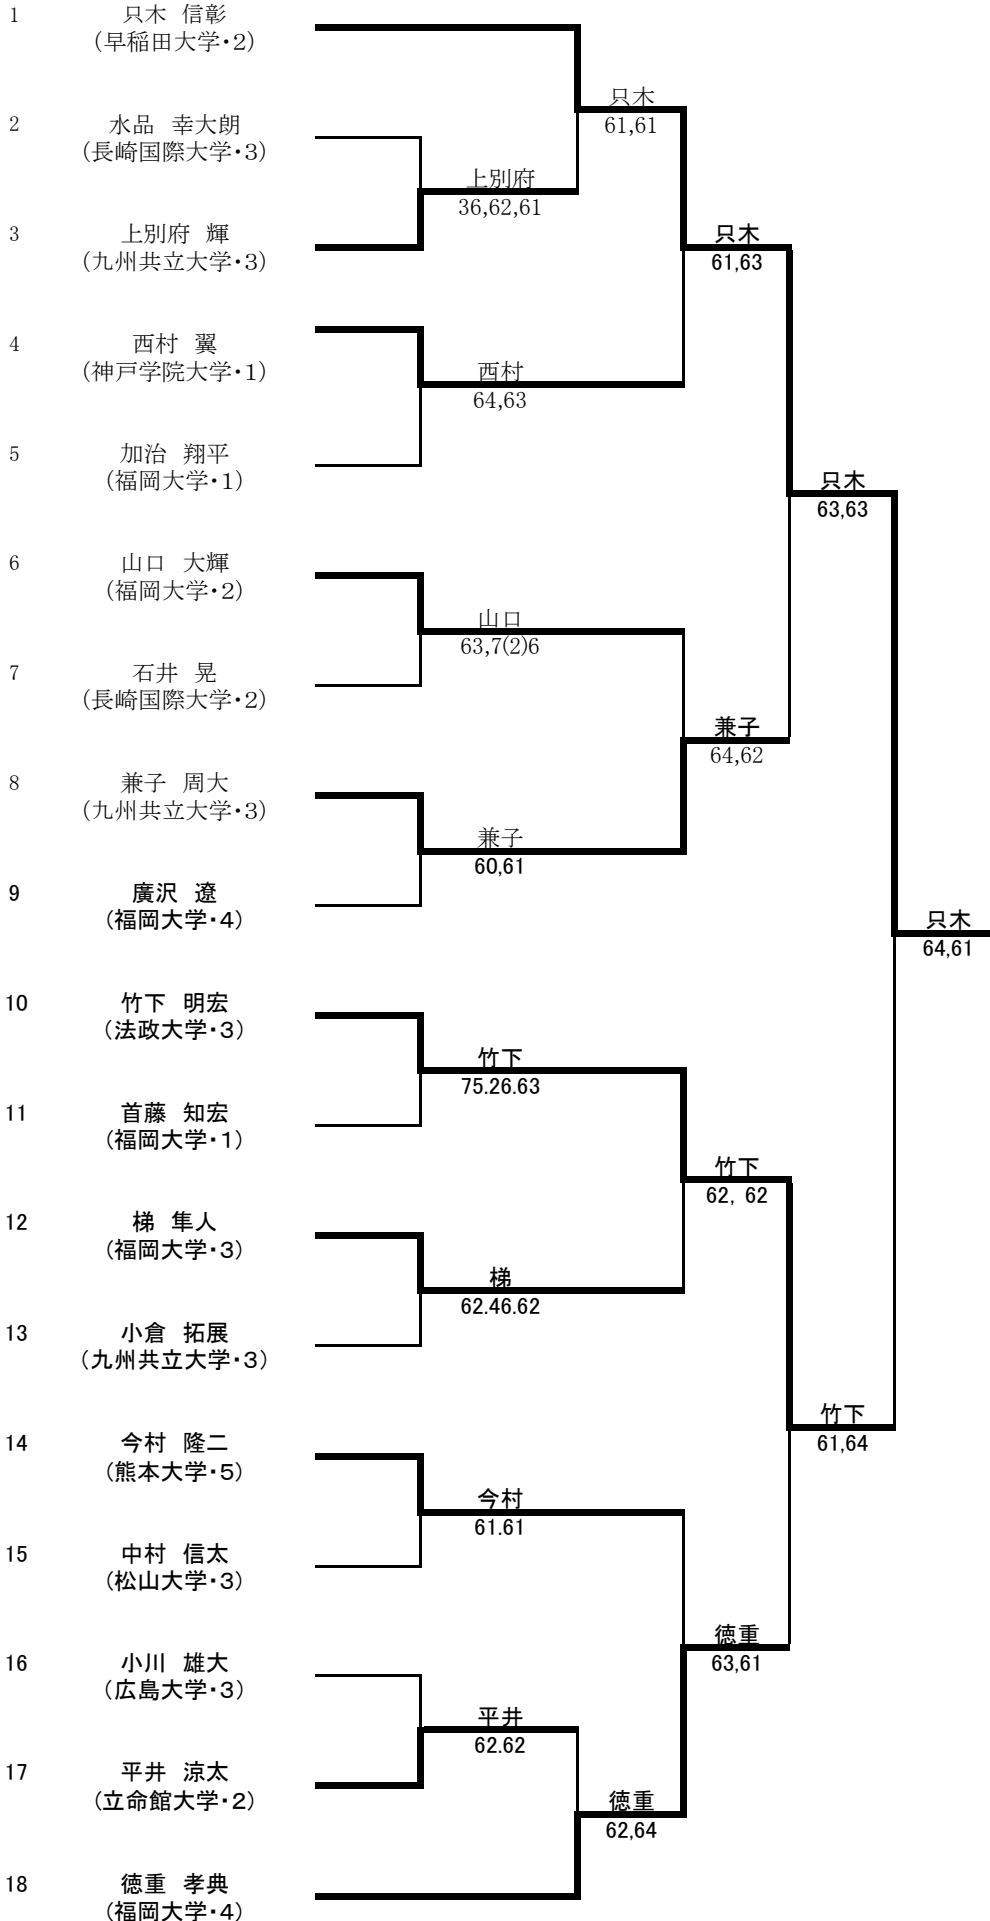 1 只木 信彰
(早稲田大学・2)
只木
61,61
2 水品 幸大朗
(長崎国際大学・3)
上別府
36,62,61
3 上別府 輝
(九州共立大学・3)
只木
61,63
4 西村 翼
(神戸学院大学・1)
西村
64,63
5 加治 翔平
(福岡大学・1)
只木
63,63
6 山口 大輝
(福岡大学・2)
山口
63,7(2)6
7 石井 晃
(長崎国際大学・2)
兼子
64,62
8 兼子 周大
(九州共立大学・3)
兼子
60,61
9 廣沢 遼
(福岡大学・4)
只木
64,61
10 竹下 明宏
(法政大学・3)
竹下
75.26.63
11 首藤 知宏
(福岡大学・1)
竹下
62, 62
12 梯 隼人
(福岡大学・3)
梯
62.46.62
13 小倉 拓展
(九州共立大学・3)
竹下
61,64
14 今村 隆二
(熊本大学・5)
今村
61.61
15 中村 信太
(松山大学・3)
徳重
63,61
16 小川 雄大
(広島大学・3)
平井
62.62
17 平井 涼太
(立命館大学・2)
徳重
62,64
18 徳重 孝典
(福岡大学・4)